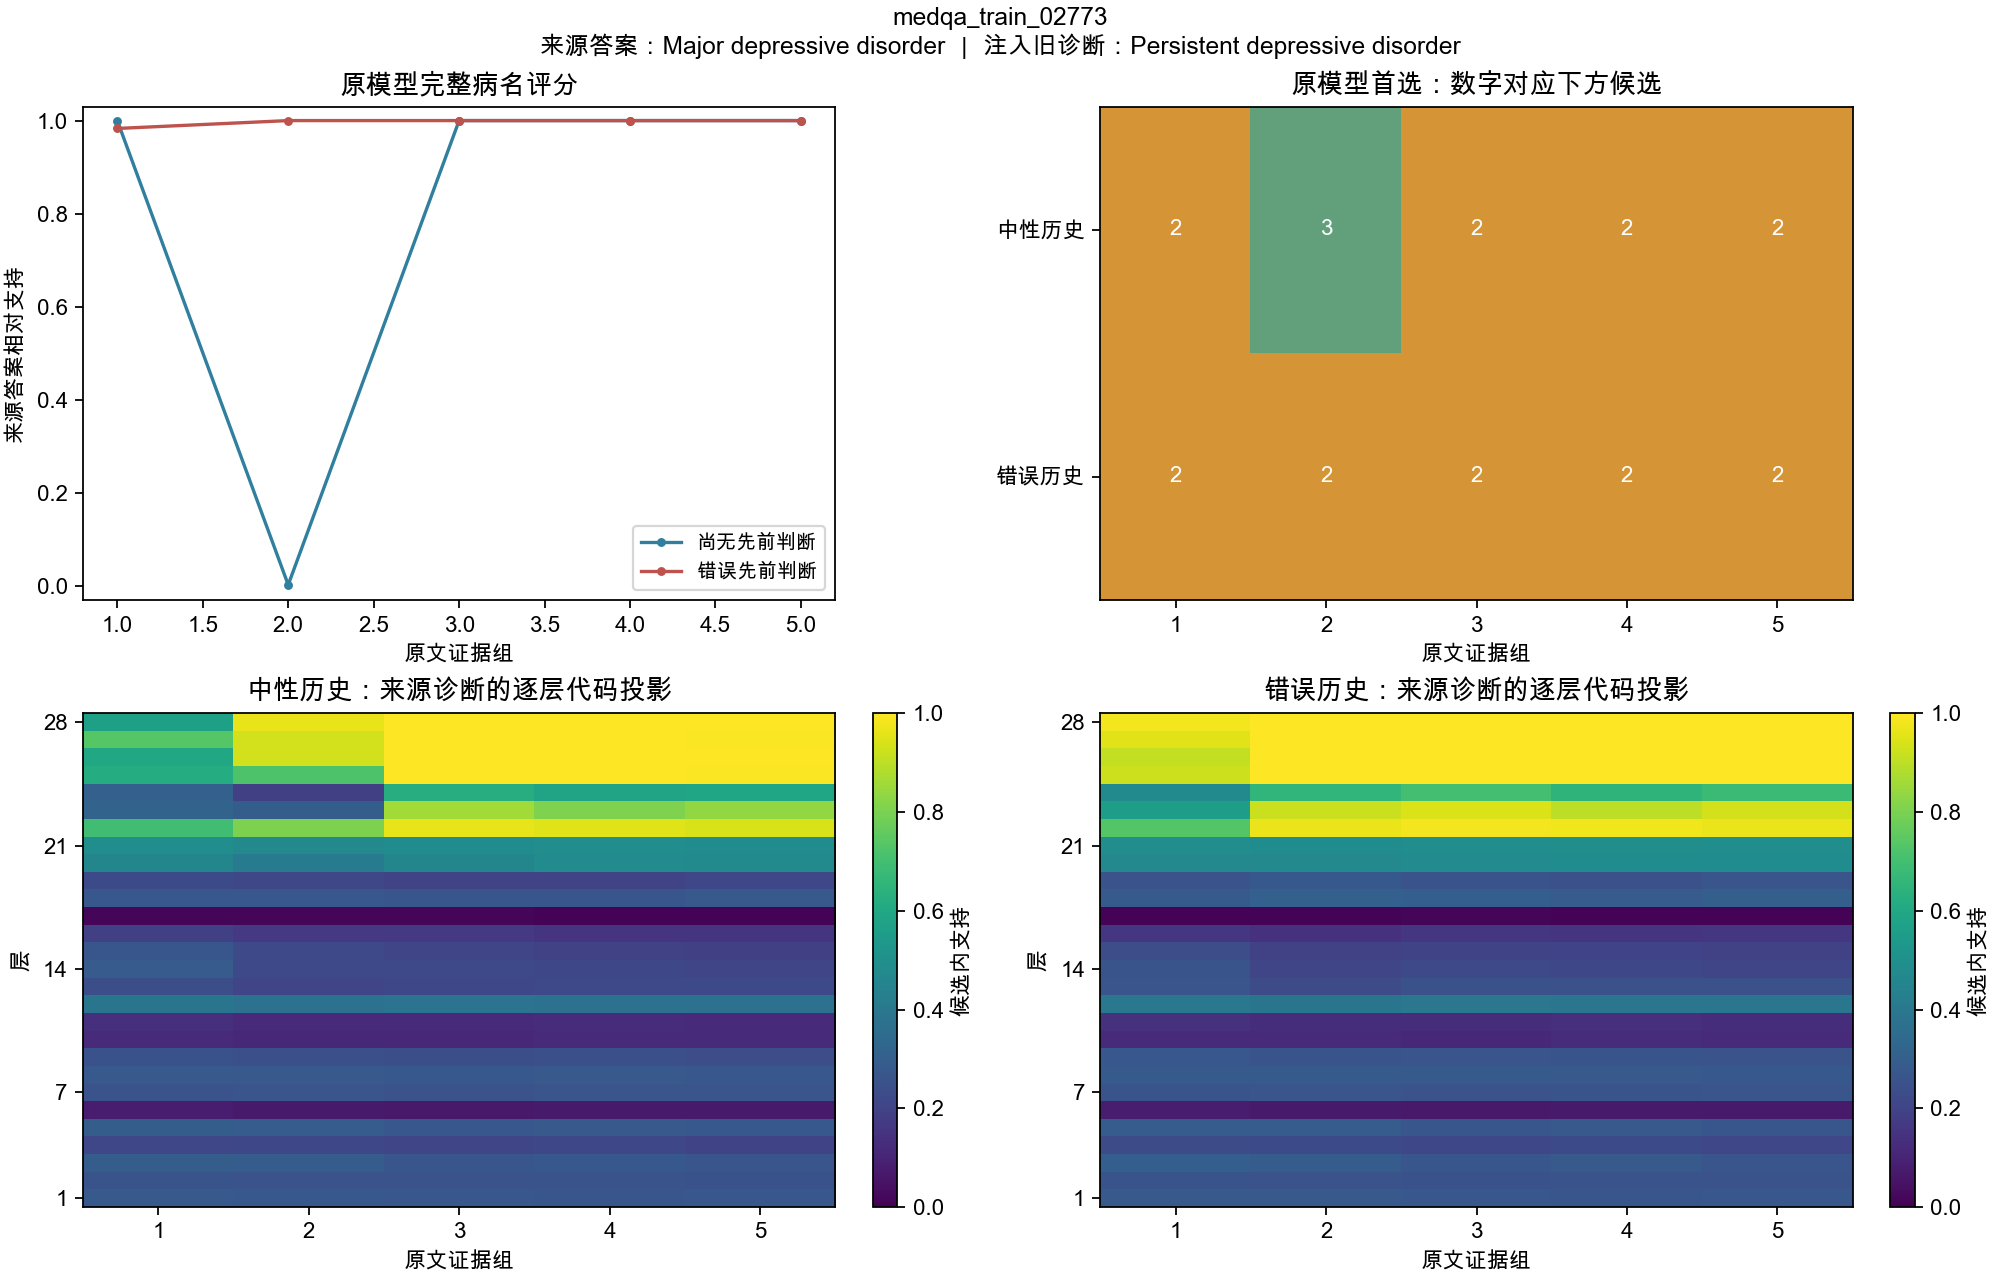 medqa_train_02773
来源答案：Major depressive disorder | 注入旧诊断：Persistent depressive disorder
原模型完整病名评分
来源答案相对支持
1.0
0.8
0.6
0.4
0.2
0.0
1.0 1.5 2.0 2.5 3.0 3.5 4.0 4.5 5.0
原文证据组
尚无先前判断
错误先前判断
原模型首选：数字对应下方候选
中性历史
2 3 2 2 2
错误历史
2 2 2 2 2
1 2 3 4 5
原文证据组
中性历史：来源诊断的逐层代码投影
层
28
21
14
7
1
1 2 3 4 5
原文证据组
1.0
0.8
0.6
0.4
0.2
0.0
候选内支持
错误历史：来源诊断的逐层代码投影
层
28
21
14
7
1
1 2 3 4 5
原文证据组
1.0
0.8
0.6
0.4
0.2
0.0
候选内支持